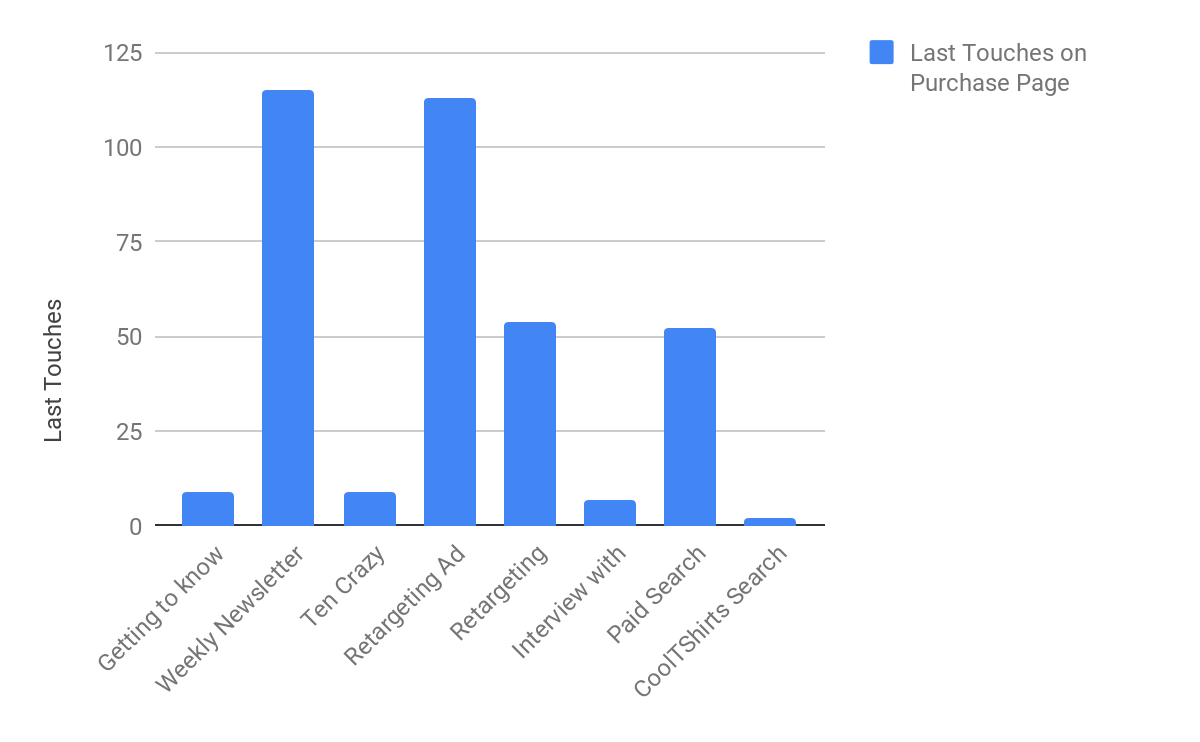 Last Touches on
Purchase Page
125
100
75
50
25
0
Last Touches
Getting to know
Weekly Newsletter
Ten Crazy
Retargeting Ad
Retargeting
Interview with
Paid Search
CoolTShirts Search